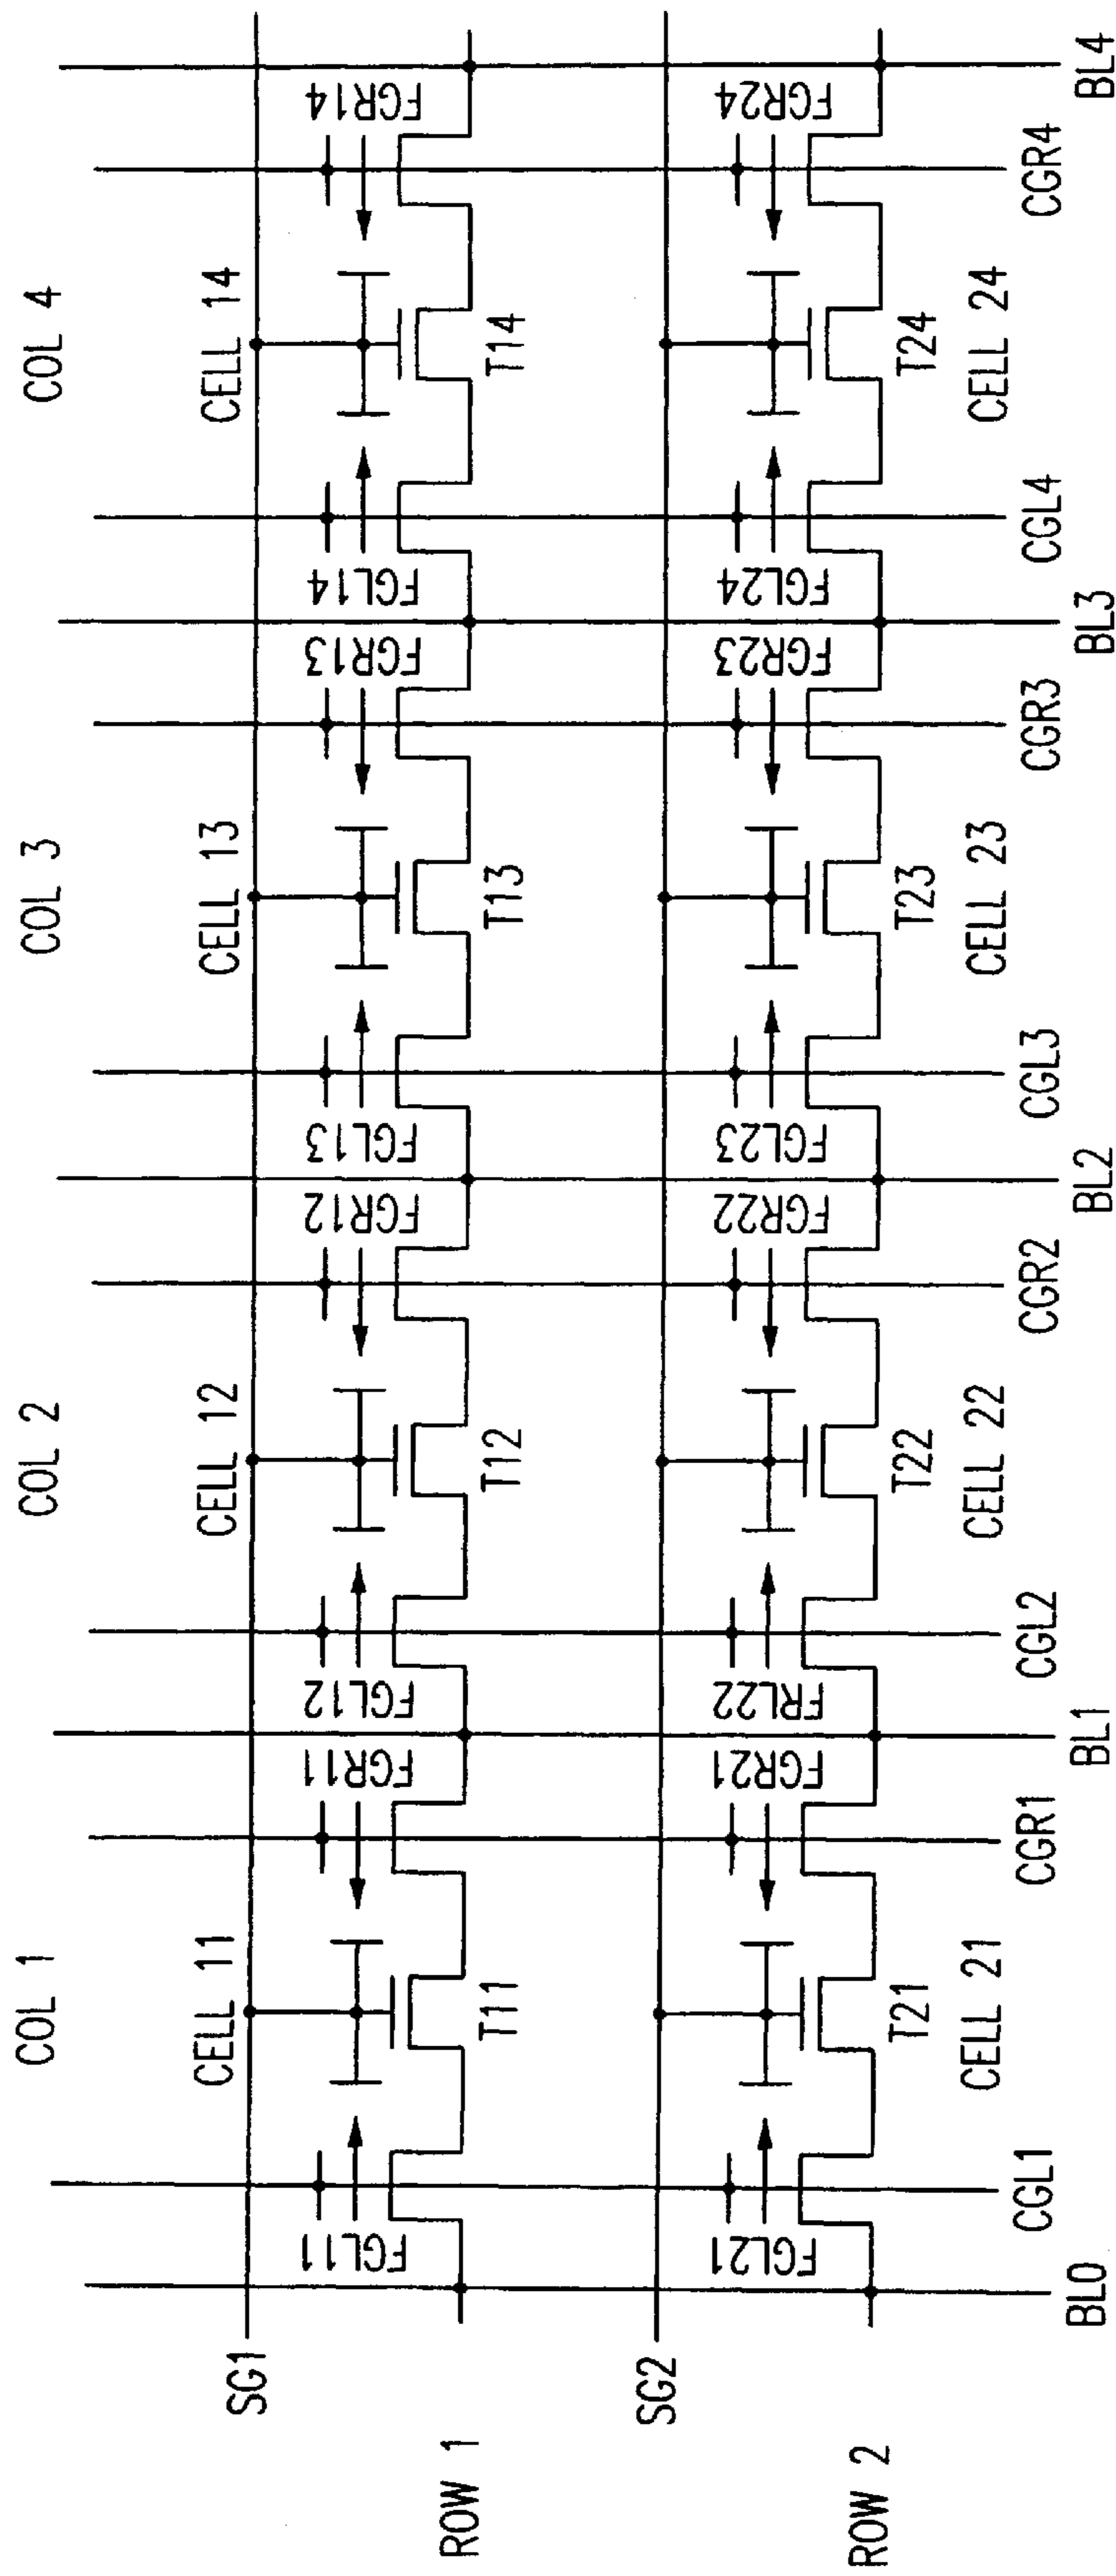 COL 1 COL 2 COL 3 COL 4
CELL 11 CELL 12 CELL 13 CELL 14
SG1
FGL11 FGR11 FGL12 FGR12 FGL13 FGR13 FGL14 FGR14
T11 T12 T13 T14
ROW 1
SG2
FGL21 FGR21 FRL22 FGR22 FGL23 FGR23 FGL24 FGR24
T21 T22 T23 T24
ROW 2
CELL 21 CELL 22 CELL 23 CELL 24
CGL1 CGR1 CGL2 CGR2 CGL3 CGR3 CGL4 CGR4
BL0 BL1 BL2 BL3 BL4